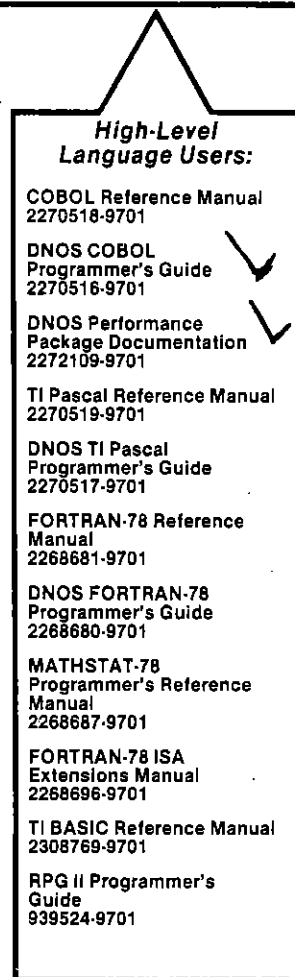 High-Level
Language Users:
COBOL Reference Manual
2270518-9701
DNOS COBOL
Programmer's Guide
2270516-9701
DNOS Performance
Package Documentation
2272109-9701
TI Pascal Reference Manual
2270519-9701
DNOS TI Pascal
Programmer's Guide
2270517-9701
FORTRAN-78 Reference
Manual
2268681-9701
DNOS FORTRAN-78
Programmer's Guide
2268680-9701
MATHSTAT-78
Programmer's Reference
Manual
2268687-9701
FORTRAN-78 ISA
Extensions Manual
2268696-9701
TI BASIC Reference Manual
2308769-9701
RPG II Programmer's
Guide
939524-9701